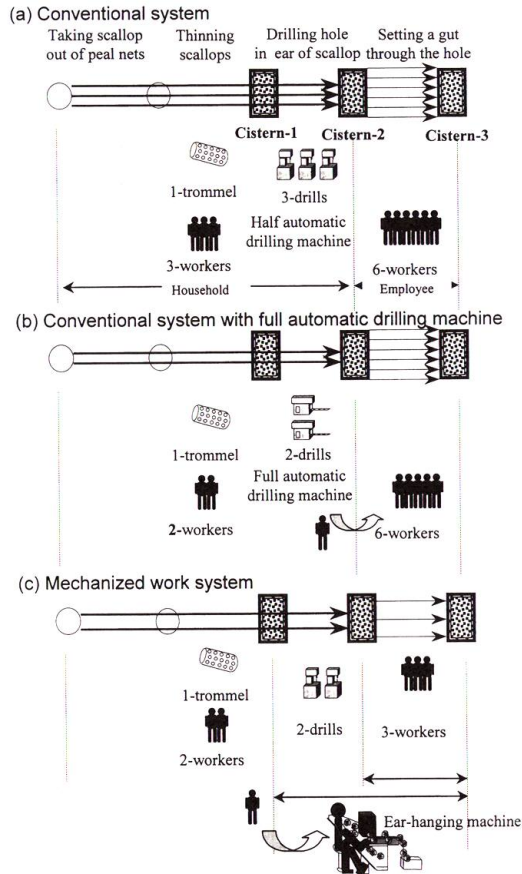 (a) Conventional system
Taking scallop out of peal nets
Thinning scallops
Drilling hole in ear of scallop
Setting a gut through the hole
Cistern-1
Cistern-2
Cistern-3
1-trommel
3-drills
Half automatic drilling machine
3-workers
6-workers
Household
Employee
(b) Conventional system with full automatic drilling machine
1-trommel
2-drills
Full automatic drilling machine
2-workers
6-workers
(c) Mechanized work system
1-trommel
2-drills
3-workers
2-workers
Ear-hanging machine